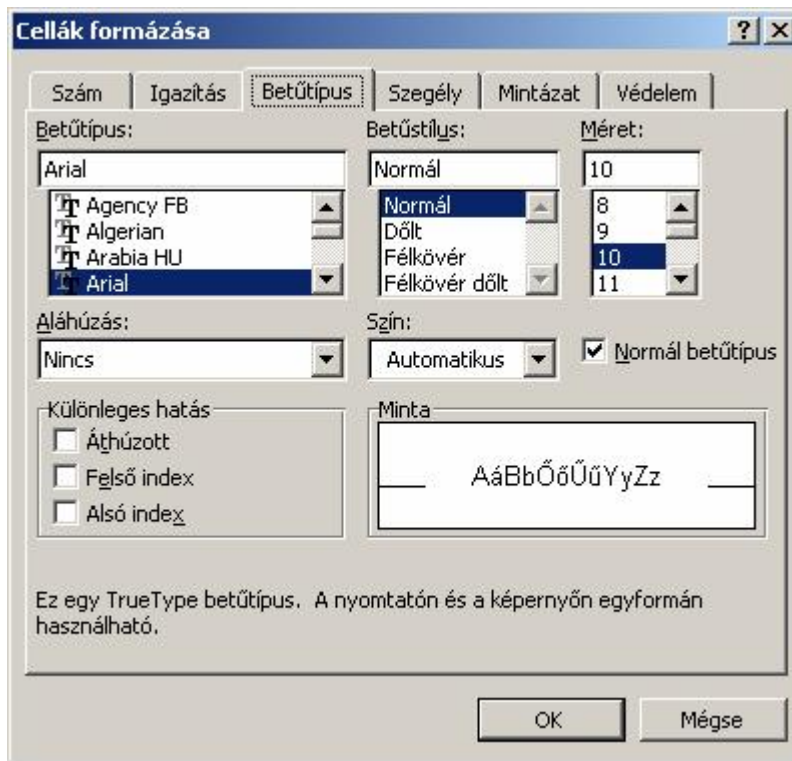 Cellák formázása
Szám Igazítás Betűtípus Szegély Mintázat Védelem
Betűtípus: Betűstílus: Méret:
Arial Normál 10
Agency FB Normál 8
Algerian Dőlt 9
Arabia HU Félkövér 10
Arial Félkövér dőlt 11
Aláhúzás: Szín:
Nincs Automatikus Normál betűtípus
Különleges hatás Minta
Áthúzott
Felső index AáBbŐőŰűYyZz
Alsó index
Ez egy TrueType betűtípus. A nyomtatón és a képernyőn egyformán
használható.
OK Mégse